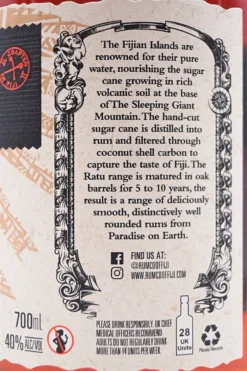 The Fijian Islands are
renowned for their pure
water, nourishing the sugar
cane growing in rich
volcanic soil at the base
of The Sleeping Giant
Mountain. The hand-cut
sugar cane is distilled into
rum and filtered through
coconut shell carbon to
capture the taste of Fiji. The
Ratu range is matured in oak
barrels for 5 to 10 years, the
result is a range of deliciously
smooth, distinctively well
rounded rums from
Paradise on Earth.
FIND US AT:
@RUMCOOFFIJI
WWW.RUMCOOFFIJI.COM
700ml
40% ALC/VOL
PLEASE DRINK RESPONSIBLY. UK CHIEF
MEDICAL OFFICERS RECOMMEND
ADULTS DO NOT REGULARLY DRINK
MORE THAN 14 UNITS PER WEEK.
28
UK
Units
Please Recycle